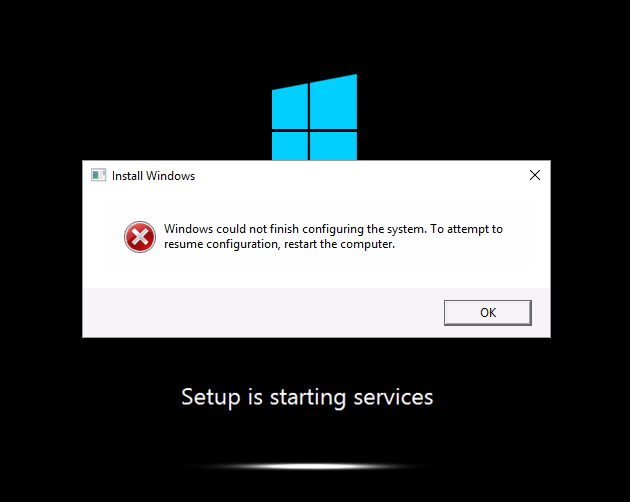 Install Windows
Windows could not finish configuring the system. To attempt to
resume configuration, restart the computer.
OK
Setup is starting services